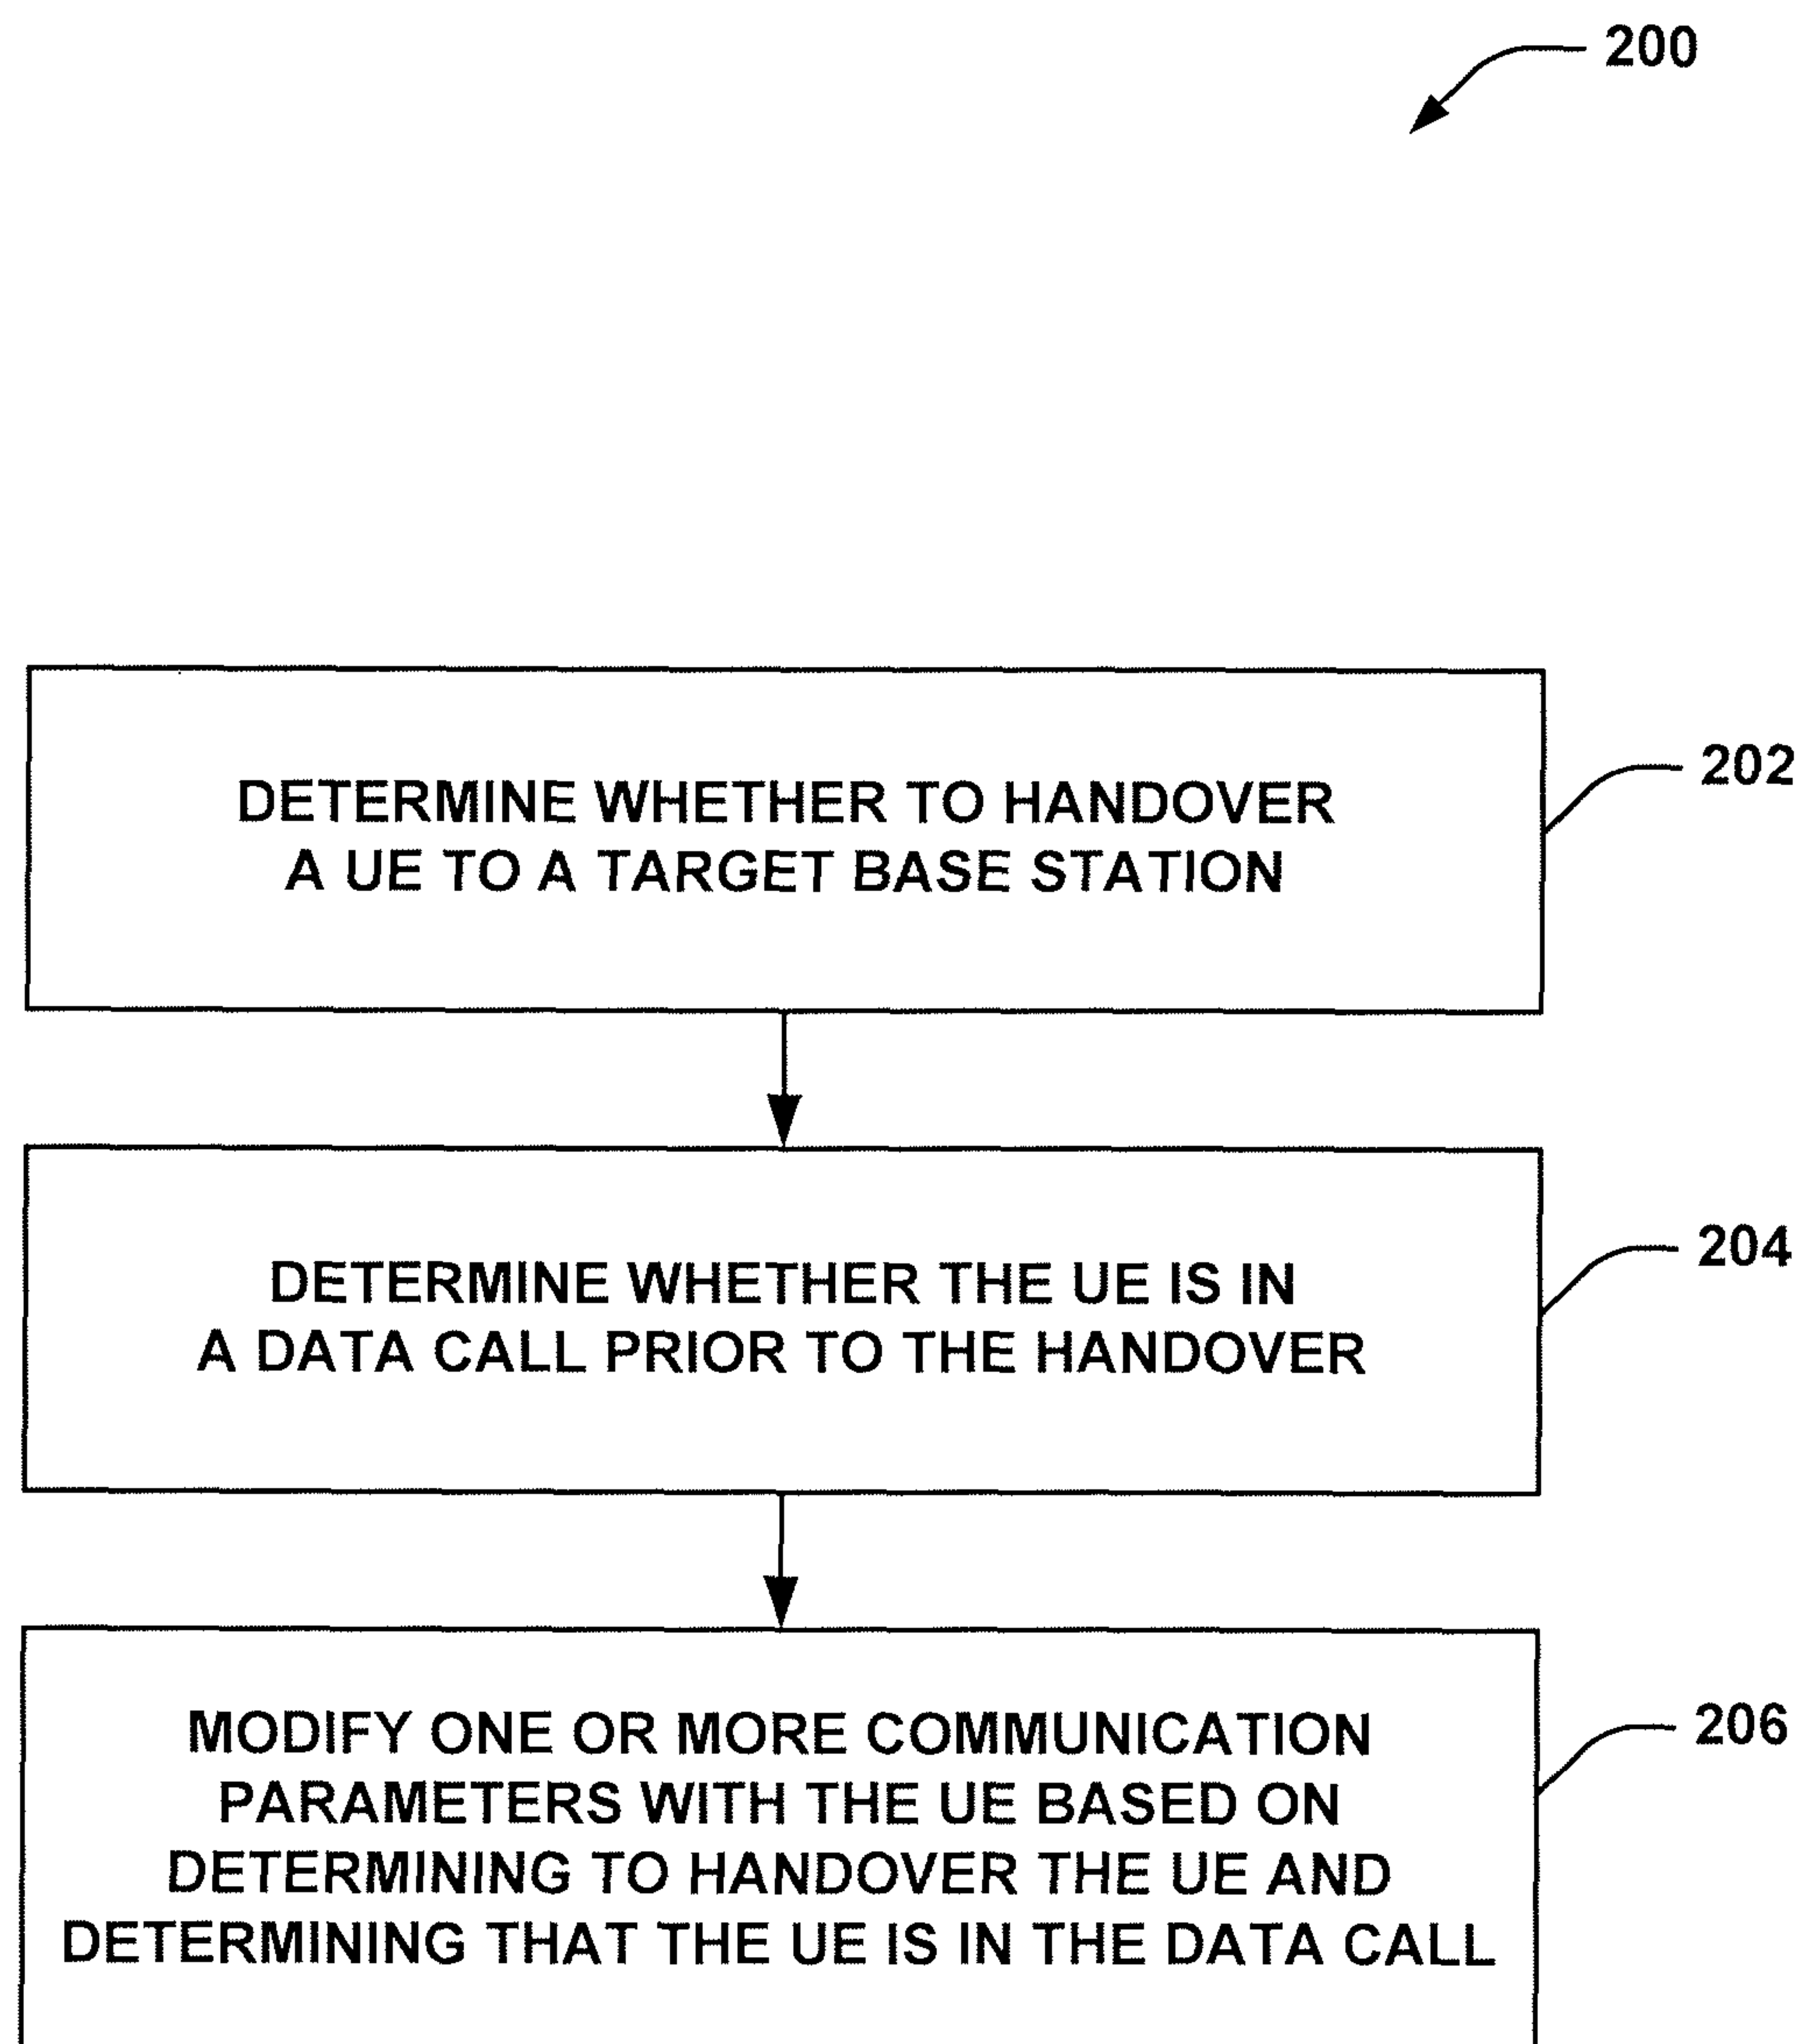 200
DETERMINE WHETHER TO HANDOVER
A UE TO A TARGET BASE STATION
202
DETERMINE WHETHER THE UE IS IN
A DATA CALL PRIOR TO THE HANDOVER
204
MODIFY ONE OR MORE COMMUNICATION
PARAMETERS WITH THE UE BASED ON
DETERMINING TO HANDOVER THE UE AND
DETERMINING THAT THE UE IS IN THE DATA CALL
206